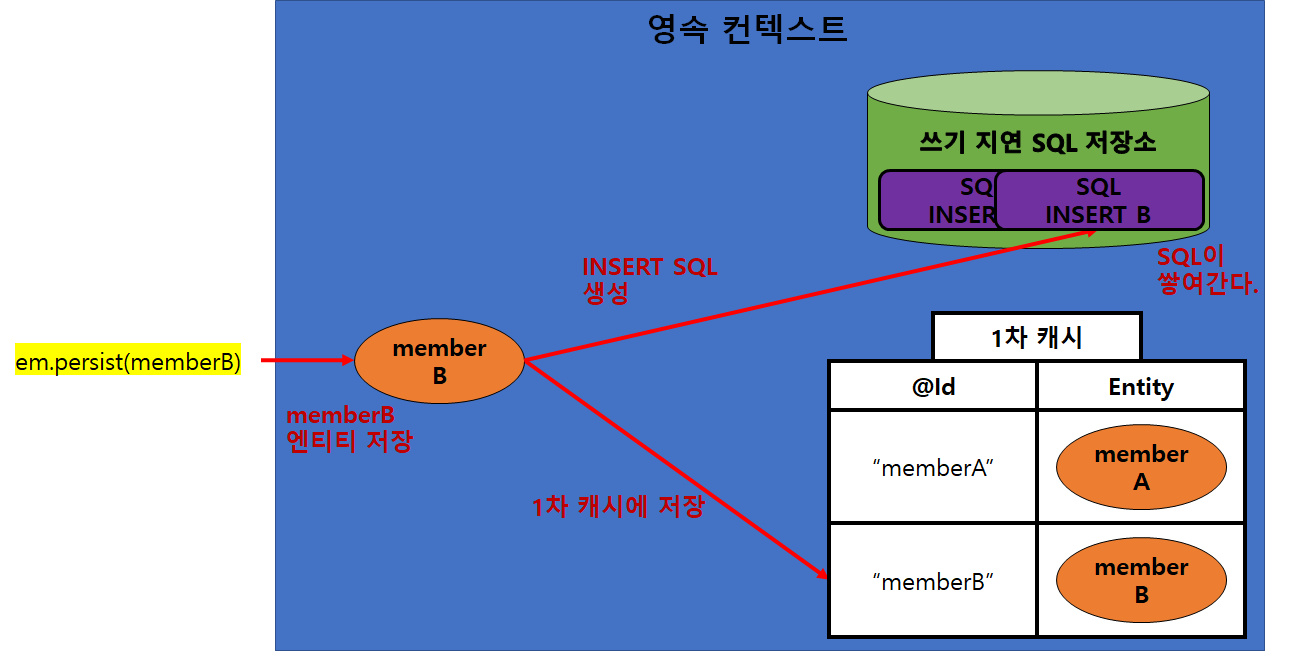 영속 컨텍스트
쓰기 지연 SQL 저장소
SQ
INSER
SQL
INSERT B
INSERT SQL
생성
SQL이
쌓여간다.
em.persist(memberB)
member
B
memberB
엔티티 저장
1차 캐시에 저장
1차 캐시
@Id
Entity
“memberA”
member
A
“memberB”
member
B